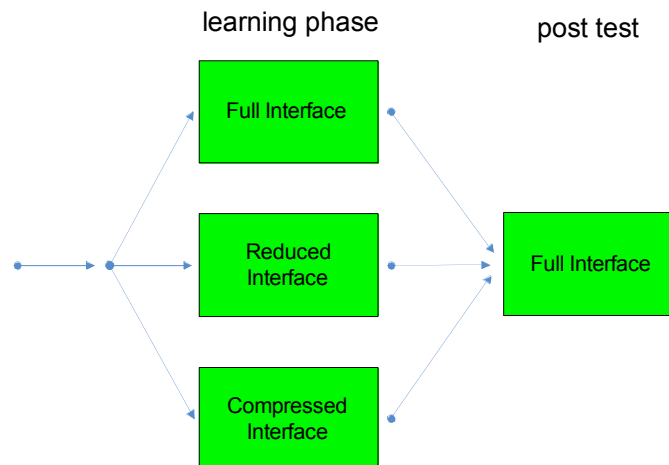 learning phase
post test
Full Interface
Reduced
Interface
Full Interface
Compressed
Interface